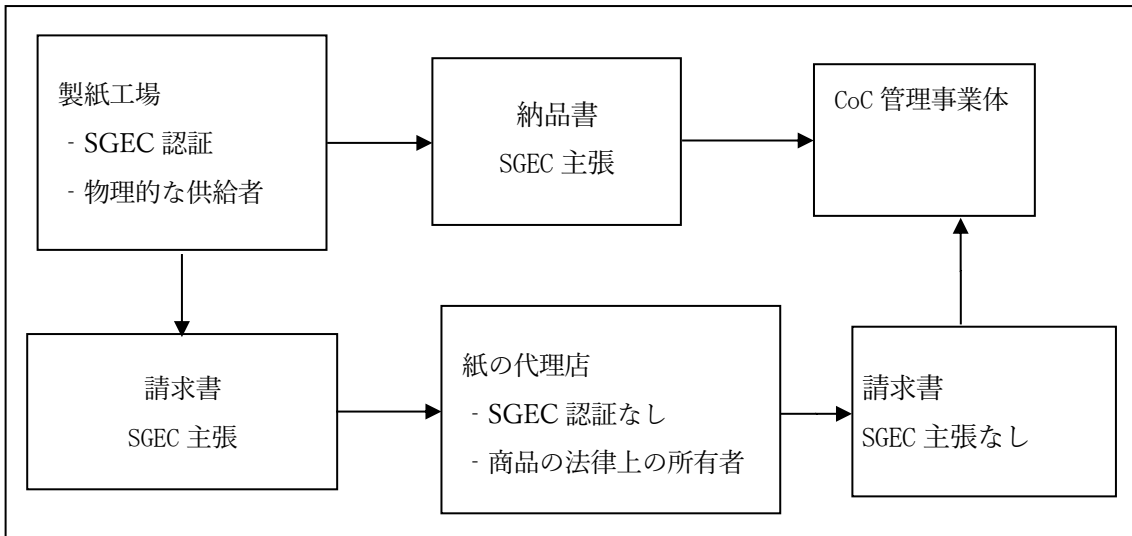 製紙工場
- SGEC 認証
- 物理的な供給者
納品書
SGEC 主張
CoC 管理事業体
請求書
SGEC 主張
紙の代理店
- SGEC 認証なし
- 商品の法律上の所有者
請求書
SGEC 主張なし